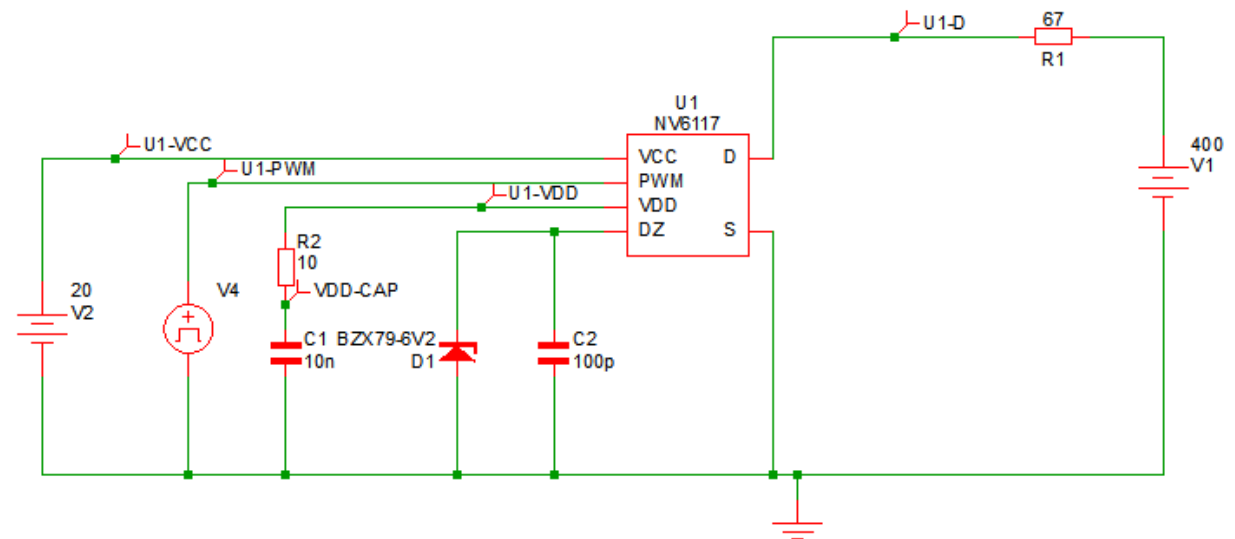 U1-D
67
R1
U1
NV6117
U1-VCC
VCC D
400
V1
U1-PWM
PWM
U1-VDD
VDD
DZ S
R2
10
20
V2
V4
VDD-CAP
C1
10n
BZX79-6V2
D1
C2
100p